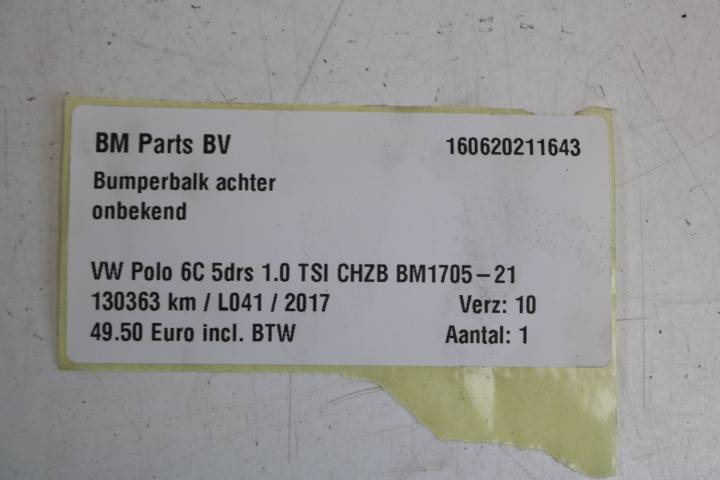 BM Parts BV 160620211643
Bumperbalk achter
onbekend
VW Polo 6C 5drs 1.0 TSI CHZB BM1705-21
130363 km / L041 / 2017 Verz: 10
49.50 Euro incl. BTW Aantal: 1